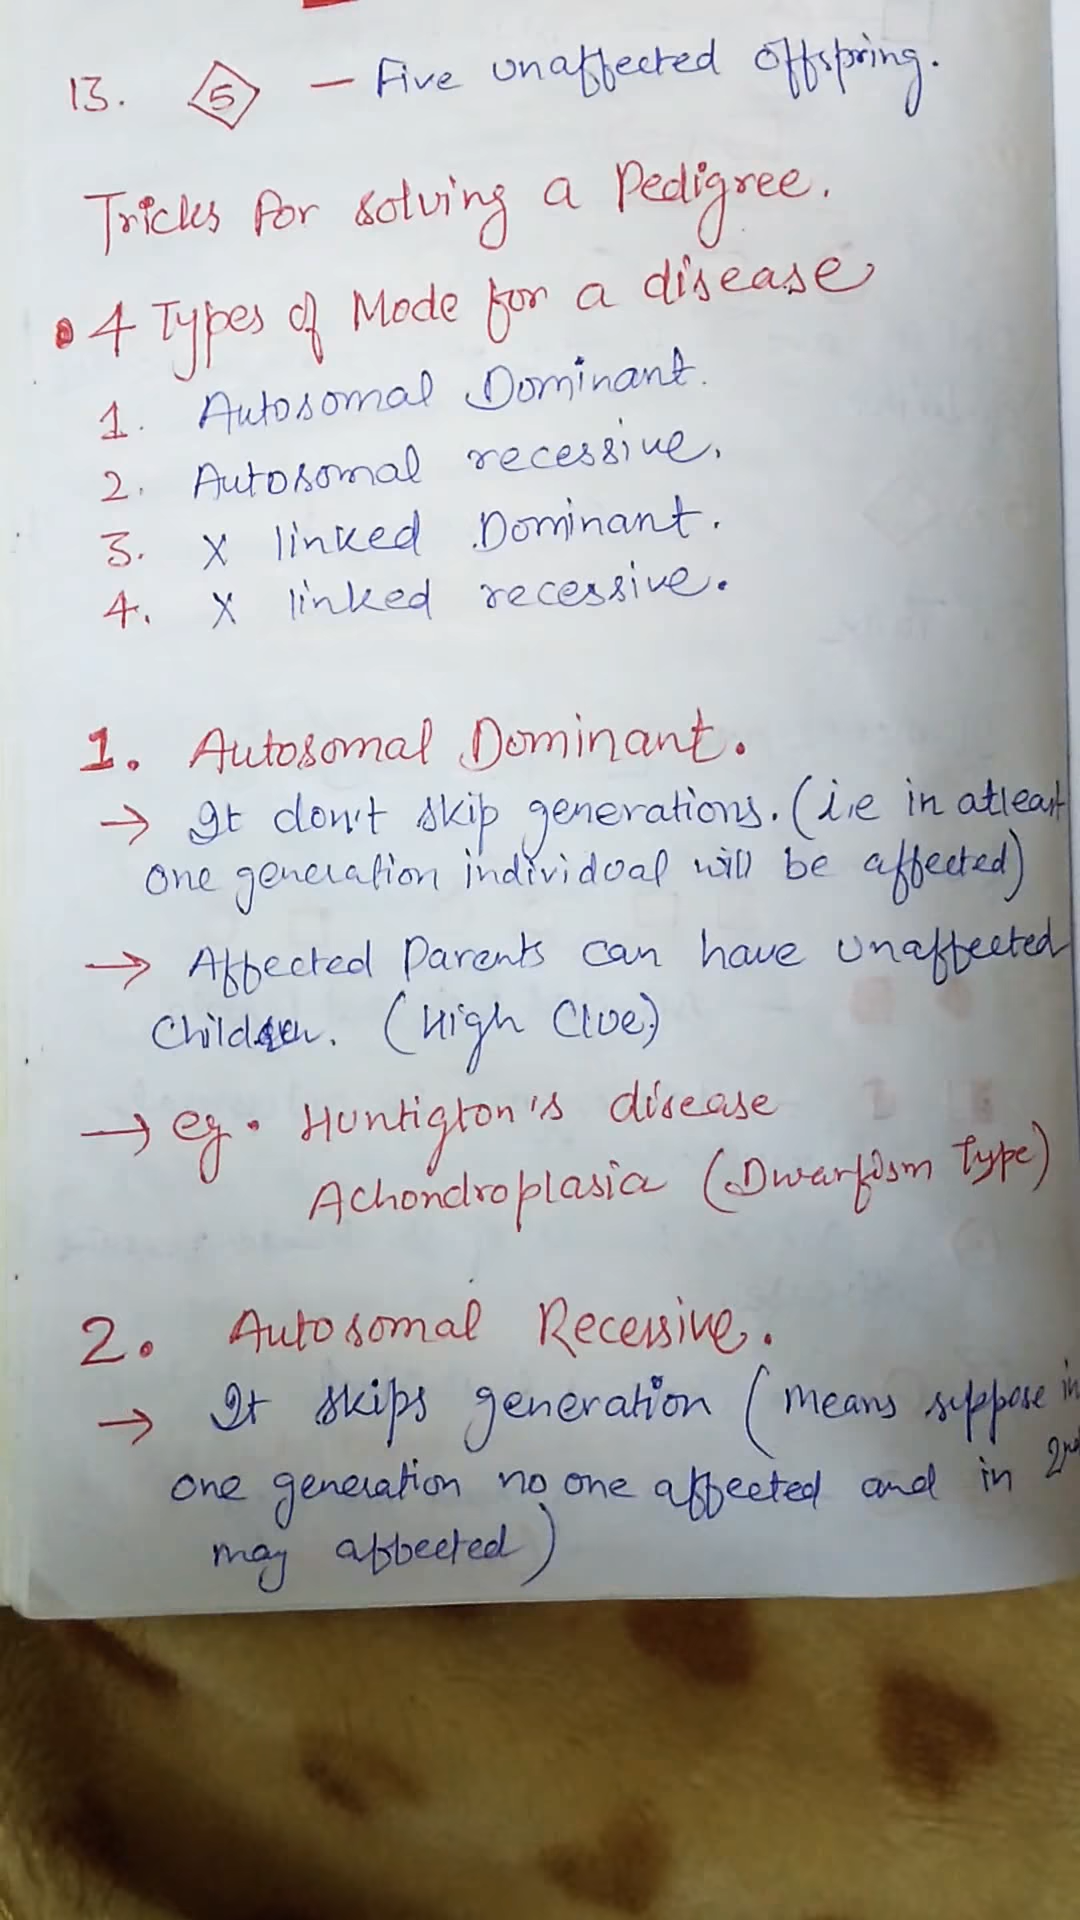 13. 5 — Five unaffected offspring.
Tricks for solving a Pedigree.
• 4 Types of Mode for a disease
1. Autosomal Dominant.
2. Autosomal recessive.
3. X linked Dominant.
4. X linked recessive.
1. Autosomal Dominant.
→ It don't skip generations. (i.e in atleast
one generation individual will be affected)
→ Affected Parents can have unaffected
children. (High Clue)
→ eg. Huntigton's disease
Achondroplasia (Dwarfism Type)
2. Autosomal Recessive.
→ It skips generation (means suppose in
one generation no one affected and in 2nd
may affected)